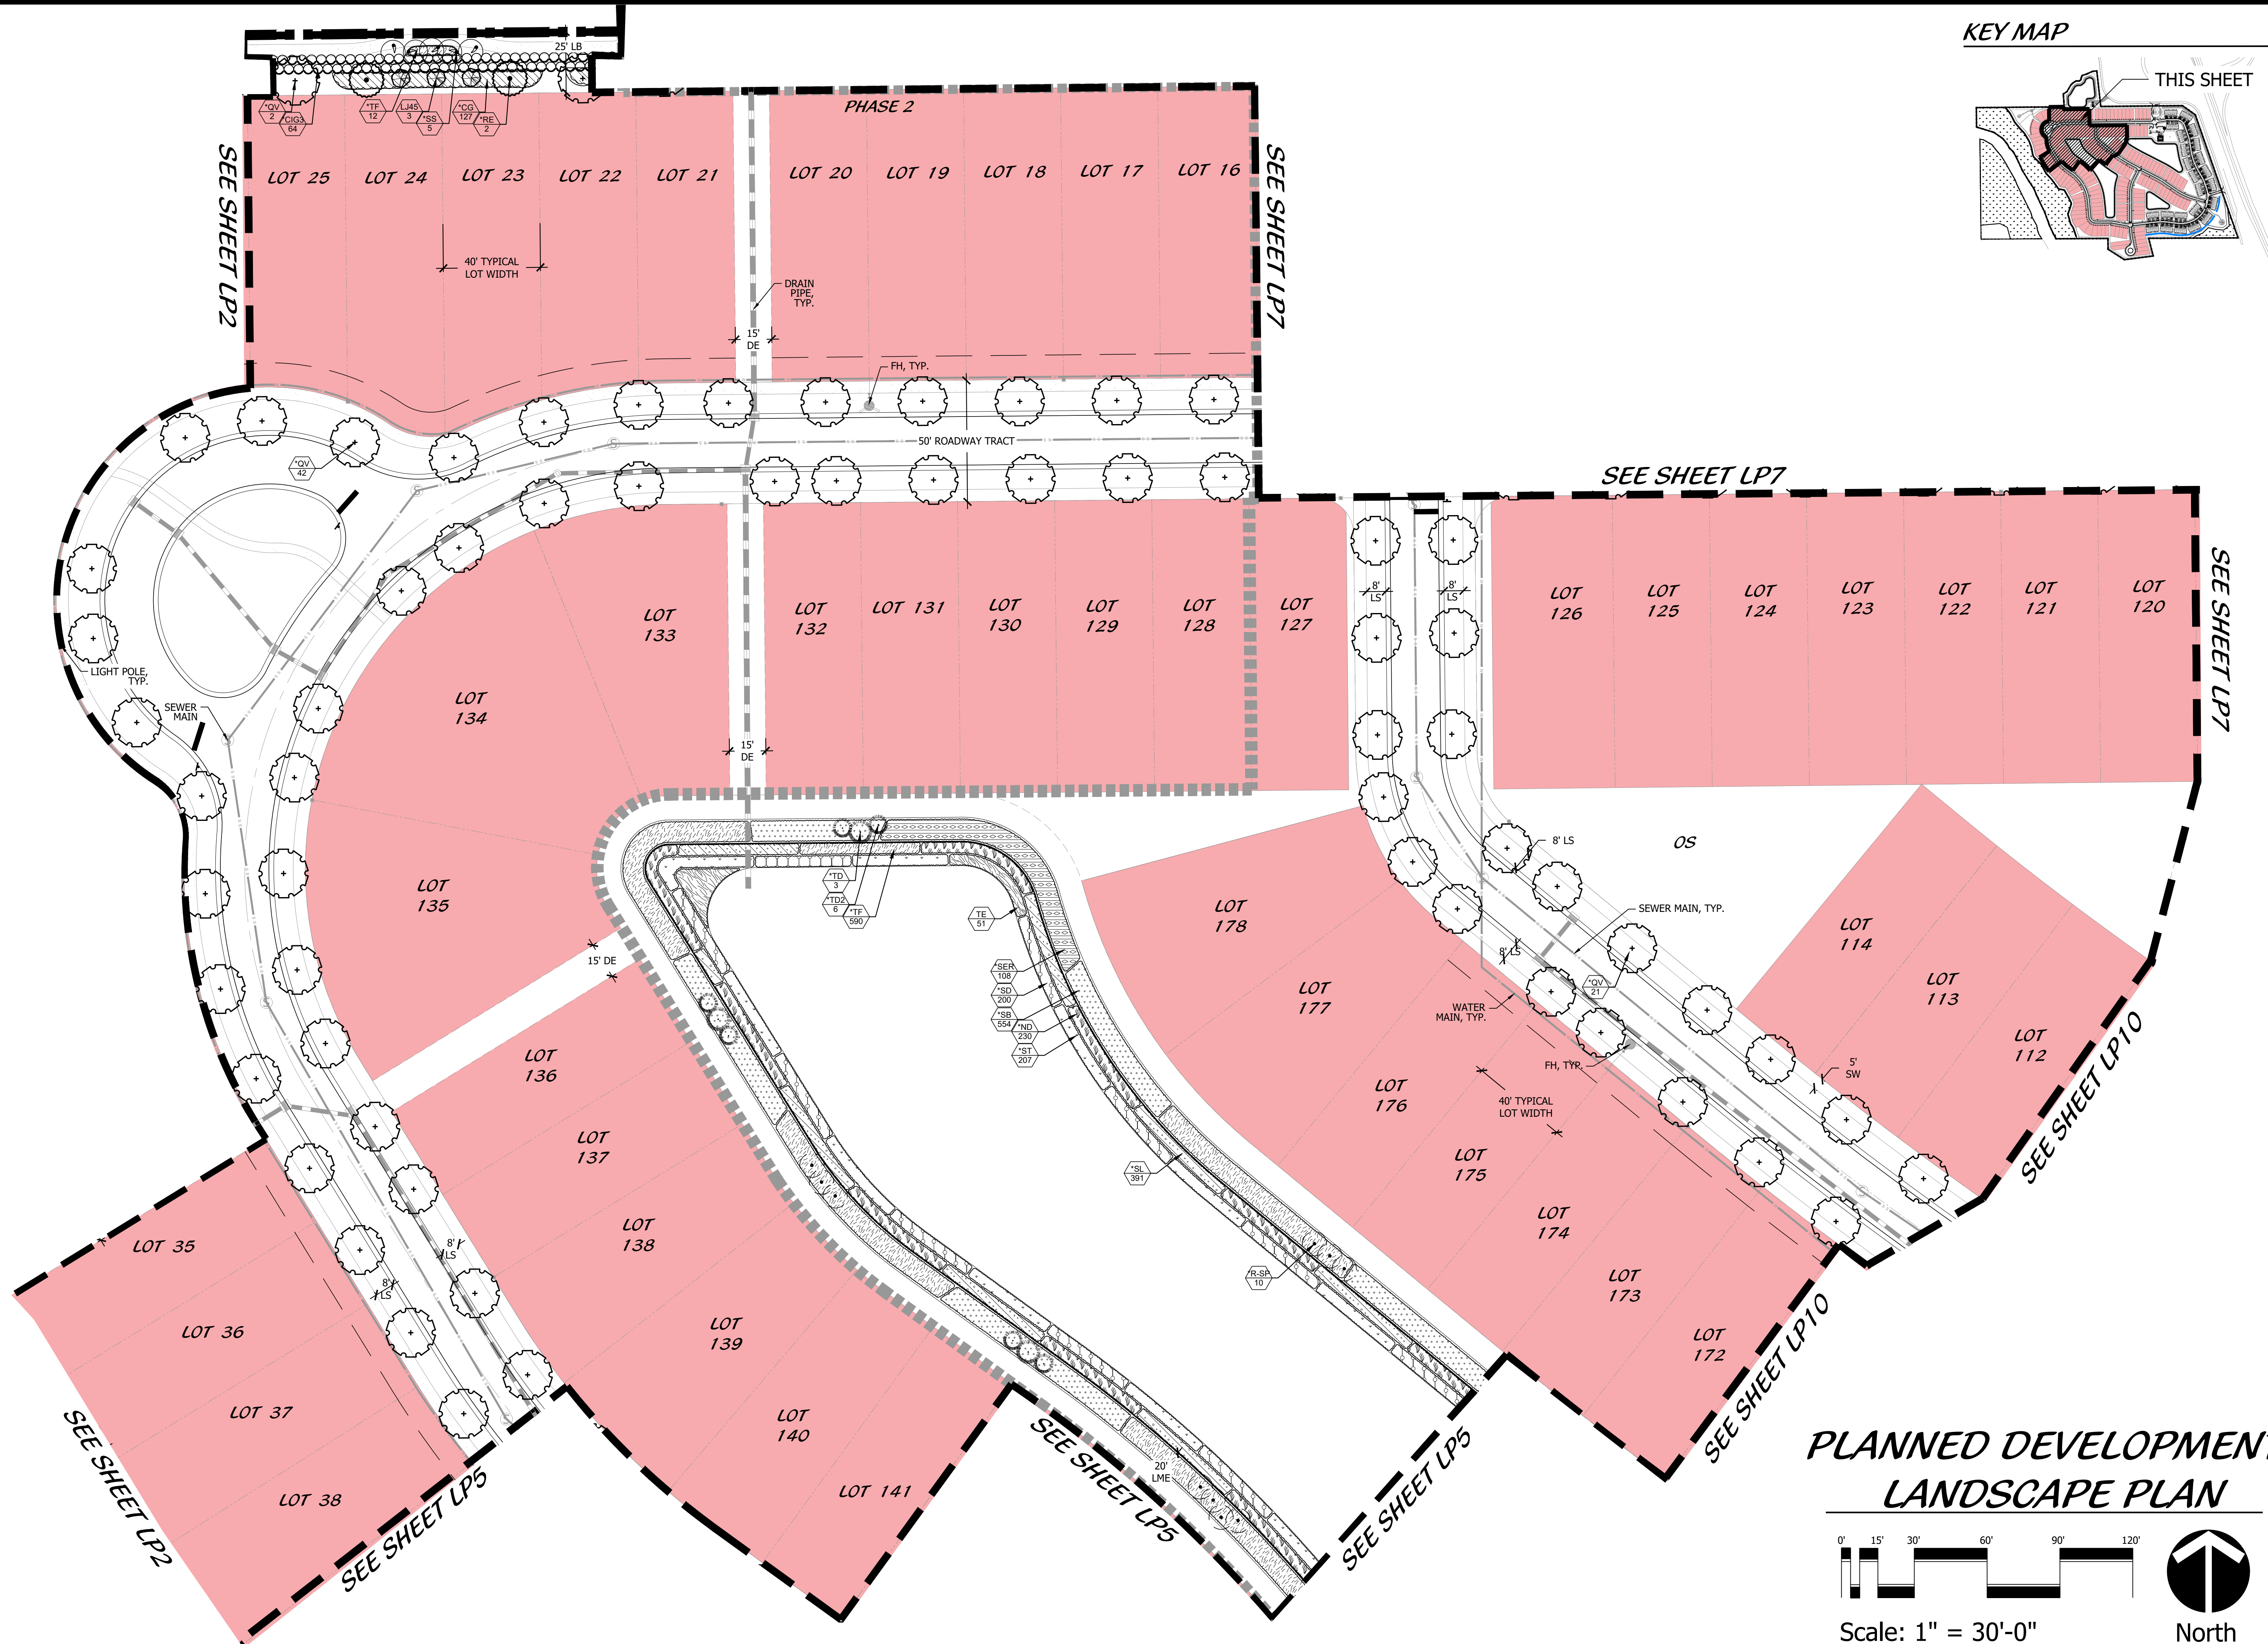 KEY MAP
THIS SHEET
25' LB
*QV
2
*CIG3
64
*TF
12
LJ45
3
*SS
5
*CG
127
*RE
2
PHASE 2
SEE SHEET LP2
LOT 25
LOT 24
LOT 23
LOT 22
LOT 21
LOT 20
LOT 19
LOT 18
LOT 17
LOT 16
SEE SHEET LP7
40' TYPICAL
LOT WIDTH
DRAIN
PIPE,
TYP.
15'
DE
FH, TYP.
50' ROADWAY TRACT
*QV
42
SEE SHEET LP7
LOT
133
LOT
132
LOT 131
LOT
130
LOT
129
LOT
128
LOT
127
8'
LS
8'
LS
LOT
126
LOT
125
LOT
124
LOT
123
LOT
122
LOT
121
LOT
120
SEE SHEET LP7
LIGHT POLE,
TYP.
SEWER
MAIN
LOT
134
15'
DE
LOT
135
*TD
3
*TD2
6
*TF
590
TE
51
8' LS
OS
LOT
178
SEWER MAIN, TYP.
LOT
114
15' DE
*SER
108
*SD
200
*SB
554
*ND
230
*ST
207
8' LS
*QV
21
LOT
177
WATER
MAIN, TYP.
LOT
113
LOT
112
LOT
136
FH, TYP.
5'
SW
SEE SHEET LP10
LOT
176
40' TYPICAL
LOT WIDTH
LOT
137
*SL
391
LOT
175
LOT
138
LOT
174
LOT 35
8'
LS
8'
LS
*R-SP
10
LOT
173
LOT 36
LOT
139
LOT
172
SEE SHEET LP10
LOT 37
LOT
140
SEE SHEET LP2
LOT 38
SEE SHEET LP5
LOT 141
SEE SHEET LP5
20'
LME
SEE SHEET LP5
PLANNED DEVELOPMENT
LANDSCAPE PLAN
0' 15' 30' 60' 90' 120'
Scale: 1" = 30'-0"
North